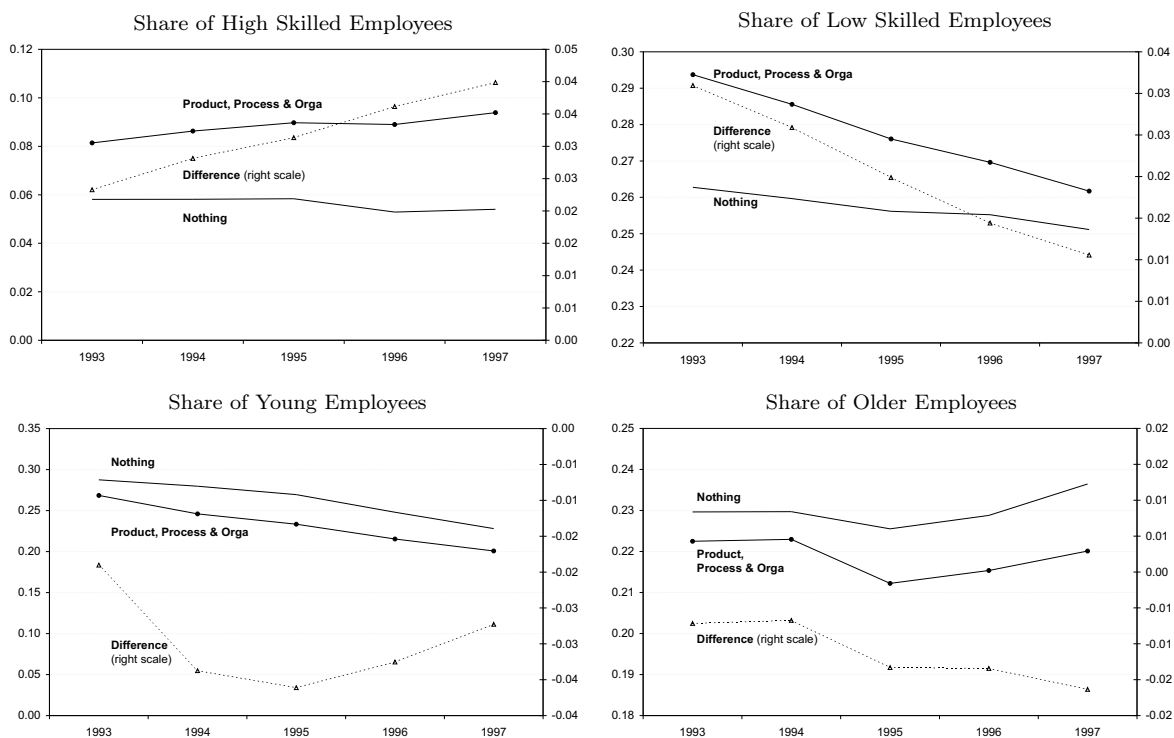 Share of High Skilled Employees
0.12
0.10
0.08
0.06
0.04
0.02
0.00
0.05
0.04
0.04
0.03
0.03
0.02
0.02
0.01
0.01
0.00
Product, Process & Orga
Difference (right scale)
Nothing
1993 1994 1995 1996 1997
Share of Low Skilled Employees
0.30
0.29
0.28
0.27
0.26
0.25
0.24
0.23
0.22
0.04
0.03
0.03
0.02
0.02
0.01
0.01
0.00
Product, Process & Orga
Difference
(right scale)
Nothing
1993 1994 1995 1996 1997
Share of Young Employees
0.35
0.30
0.25
0.20
0.15
0.10
0.05
0.00
0.00
-0.01
-0.01
-0.02
-0.02
-0.03
-0.03
-0.04
-0.04
Nothing
Product, Process & Orga
Difference
(right scale)
1993 1994 1995 1996 1997
Share of Older Employees
0.25
0.24
0.23
0.22
0.21
0.20
0.19
0.18
0.02
0.02
0.01
0.01
0.00
-0.01
-0.01
-0.02
-0.02
Nothing
Product,
Process & Orga
Difference (right scale)
1993 1994 1995 1996 1997